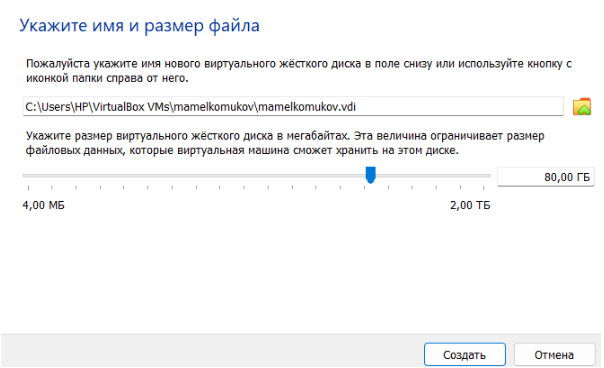 Укажите имя и размер файла
Пожалуйста укажите имя нового виртуального жёсткого диска в поле снизу или используйте кнопку с
иконкой папки справа от него.
C:\Users\HP\VirtualBox VMs\mamelkomukov\mamelkomukov.vdi
Укажите размер виртуального жёсткого диска в мегабайтах. Эта величина ограничивает размер
файловых данных, которые виртуальная машина сможет хранить на этом диске.
80,00 ГБ
4,00 МБ 2,00 ТБ
Создать Отмена